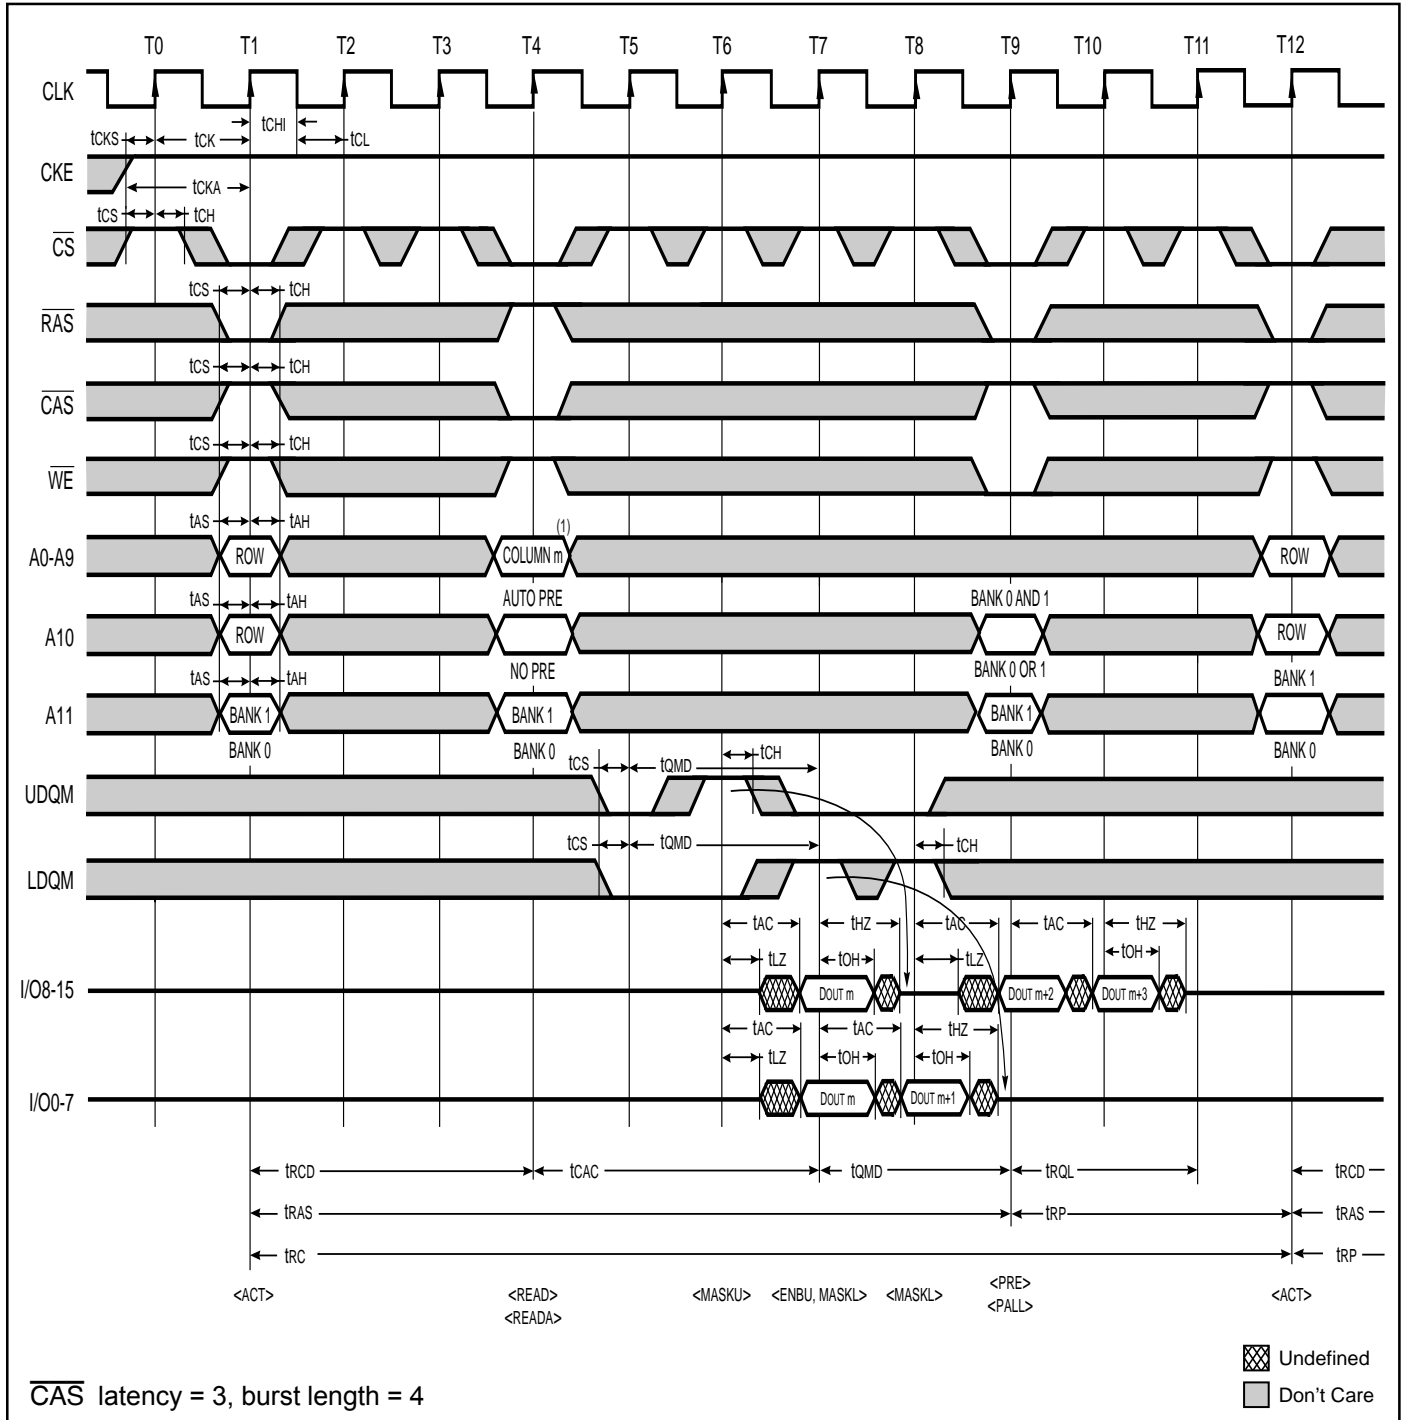 T0 T1 T2 T3 T4 T5 T6 T7 T8 T9 T10 T11 T12
CLK
tCHI
tCKS tCK tCL
CKE
tCKA
tCS tCH
CS
tCS tCH
RAS
tCS tCH
CAS
tCS tCH
WE
tAS tAH (1)
A0-A9 ROW COLUMN m ROW
tAS tAH AUTO PRE BANK 0 AND 1
A10 ROW ROW
tAS tAH NO PRE BANK 0 OR 1 BANK 1
A11 BANK 1 BANK 1 BANK 1
BANK 0 BANK 0 BANK 0 BANK 0
tCS tQMD tCH
UDQM
tCS tQMD tCH
LDQM
tAC tHZ tAC tAC tHZ
tLZ tOH tLZ tOH
I/O8-15 DOUT m DOUT m+2 DOUT m+3
tAC tAC tHZ
tLZ tOH tOH
I/O0-7 DOUT m DOUT m+1
tRCD tCAC tQMD tRQL tRCD
tRAS tRP tRAS
tRC tRP
<ACT> <READ> <MASKU> <ENBU, MASKL> <MASKL> <PRE> <ACT>
<READA> <PALL>
Undefined
Don't Care
CAS latency = 3, burst length = 4